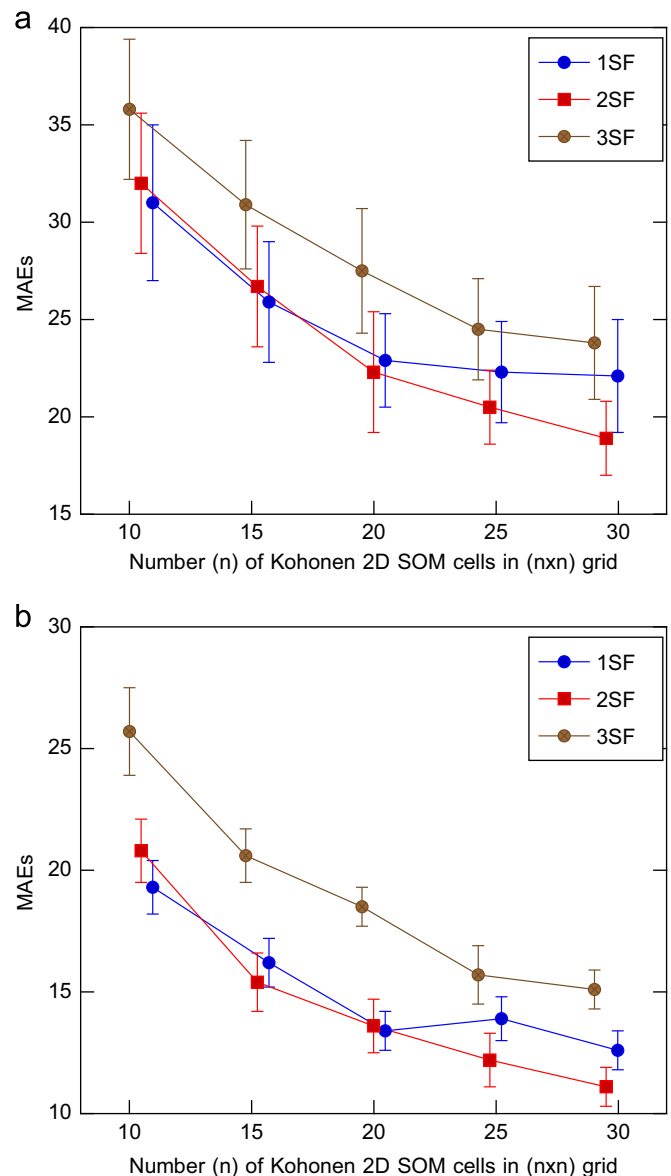 a
40
35
30
25
20
15
MAEs
1SF
2SF
3SF
10 15 20 25 30
Number (n) of Kohonen 2D SOM cells in (nxn) grid
b
30
25
20
15
10
MAEs
1SF
2SF
3SF
10 15 20 25 30
Number (n) of Kohonen 2D SOM cells in (nxn) grid